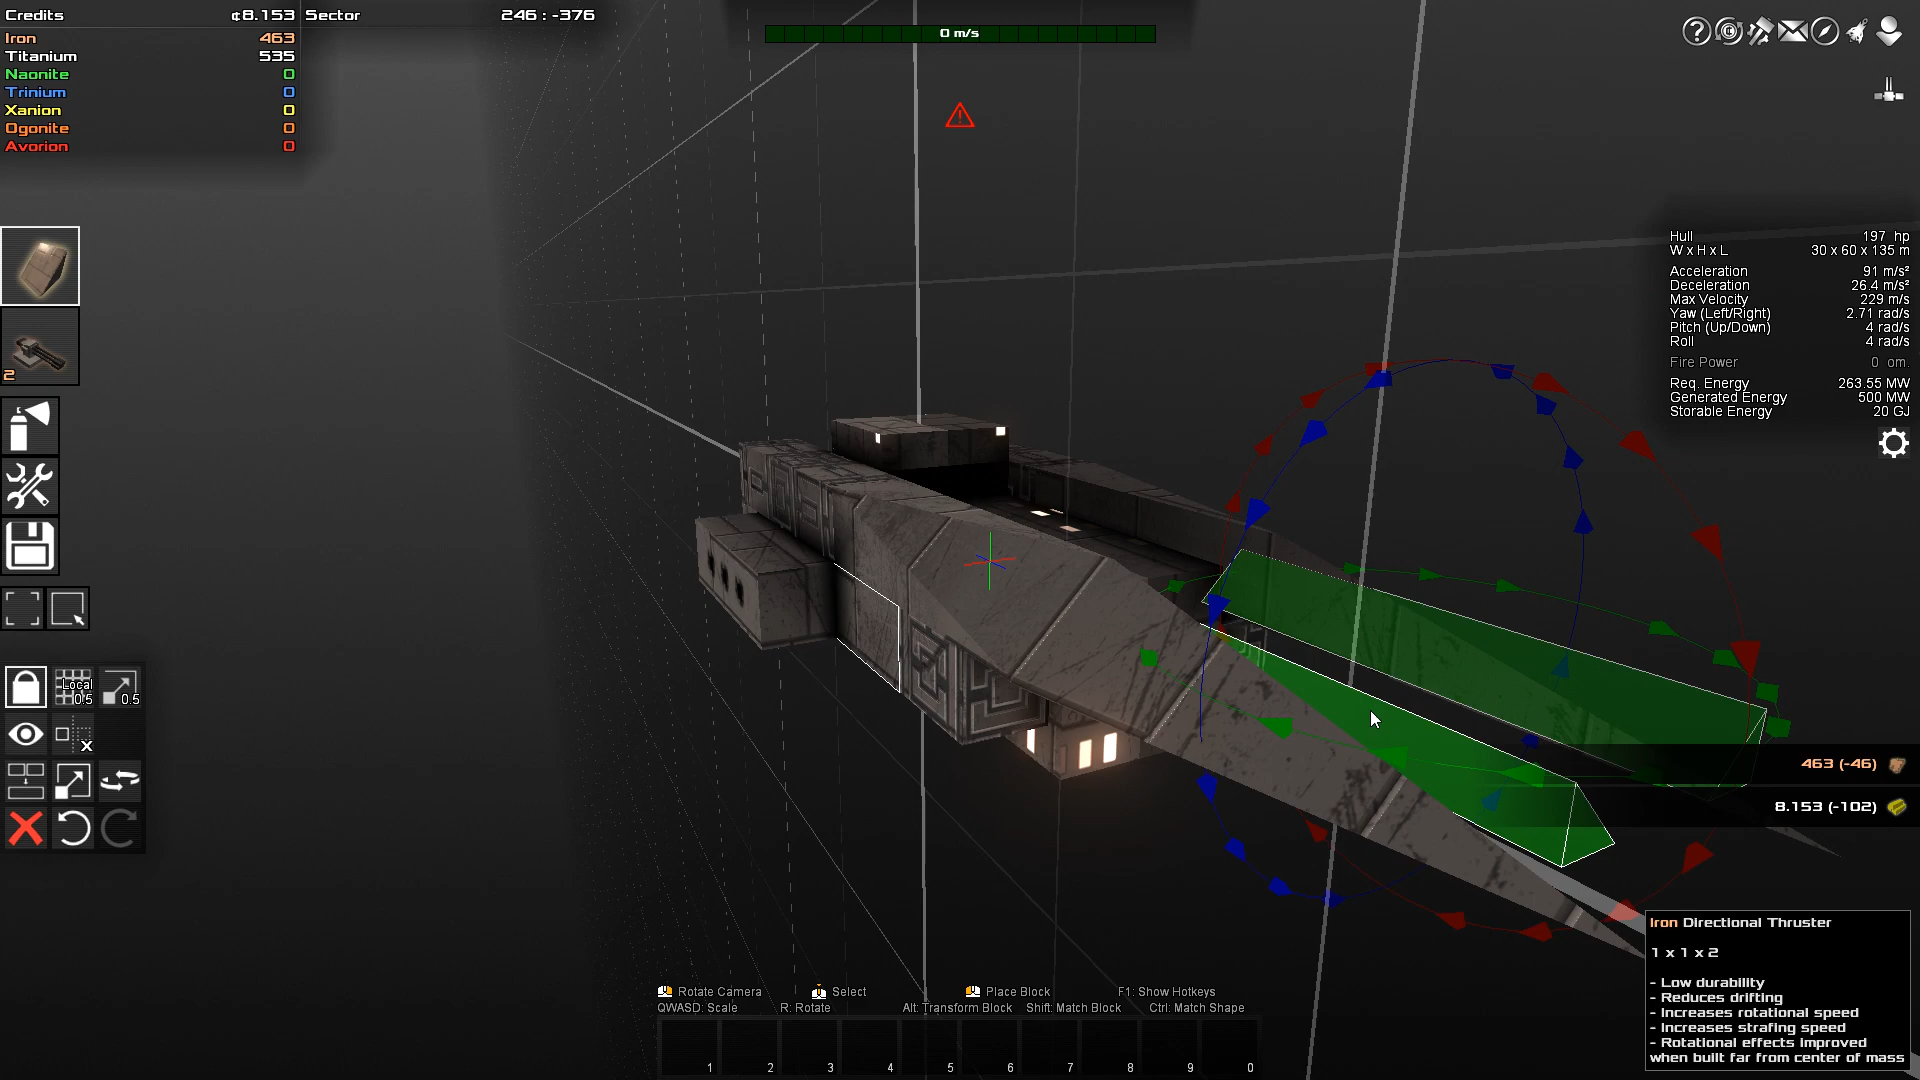 Credits ¢8.153 Sector 246 : -376
Iron 463
Titanium 535
Naonite 0
Trinium 0
Xanion 0
Ogonite 0
Avorion 0
0 m/s
Hull 197 hp
W x H x L 30 x 60 x 135 m
Acceleration 91 m/s²
Deceleration 26.4 m/s²
Max Velocity 229 m/s
Yaw (Left/Right) 2.71 rad/s
Pitch (Up/Down) 4 rad/s
Roll 4 rad/s
Fire Power 0 om.
Req. Energy 263.55 MW
Generated Energy 500 MW
Storable Energy 20 GJ
2
Local
0.5
0.5
X
463 (-46)
8.153 (-102)
Iron Directional Thruster
1 x 1 x 2
- Low durability
- Reduces drifting
- Increases rotational speed
- Increases strafing speed
- Rotational effects improved
when built far from center of mass
Rotate Camera Select Place Block F1: Show Hotkeys
QWASD: Scale R: Rotate Alt: Transform Block Shift: Match Block Ctrl: Match Shape
1 2 3 4 5 6 7 8 9 0